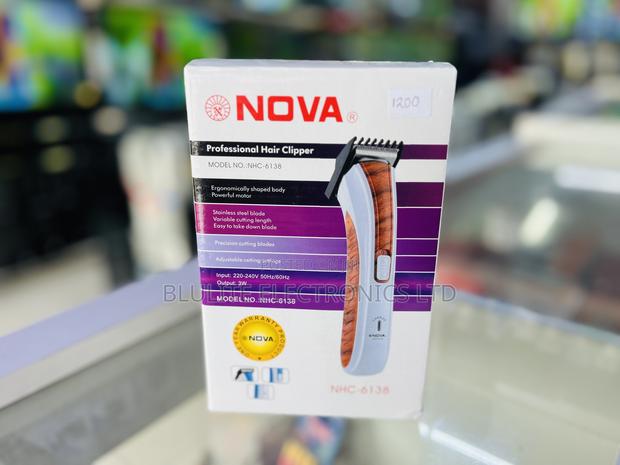 NOVA ®
1200
Professional Hair Clipper
MODEL NO.:NHC-6138
Ergonomically shaped body
Powerful motor
Stainless steel blade
Variable cutting length
Easy to take down blade
Precision cutting blades
Adjustable cutting settings
Input: 220-240V 50Hz/60Hz
Output: 3W
BLULITE ELECTRONICS LTD
MODEL NO.:NHC-6138
NOVA
NOVA
NHC-6138